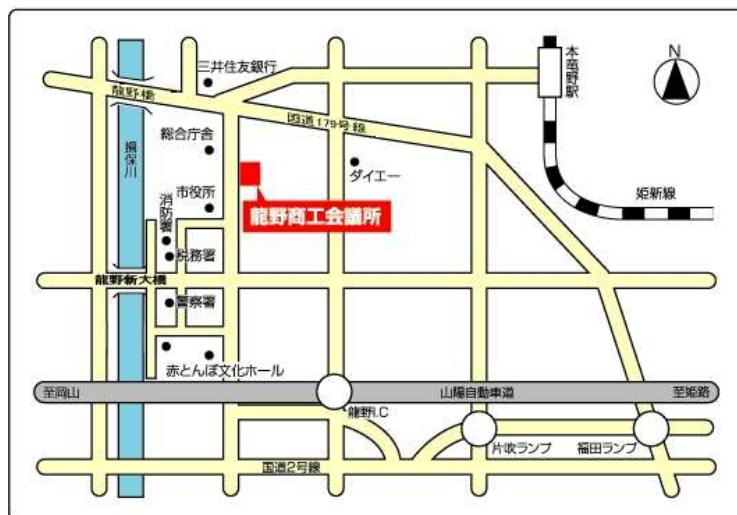 三井住友銀行
本竜野駅
N
龍野橋
国道179号線
総合庁舎
揖保川
ダイエー
市役所
消防署
姫新線
龍野商工会議所
税務署
龍野新大橋
警察署
赤とんぼ文化ホール
至岡山
山陽自動車道
至姫路
龍野I.C
片吹ランプ
福田ランプ
国道2号線